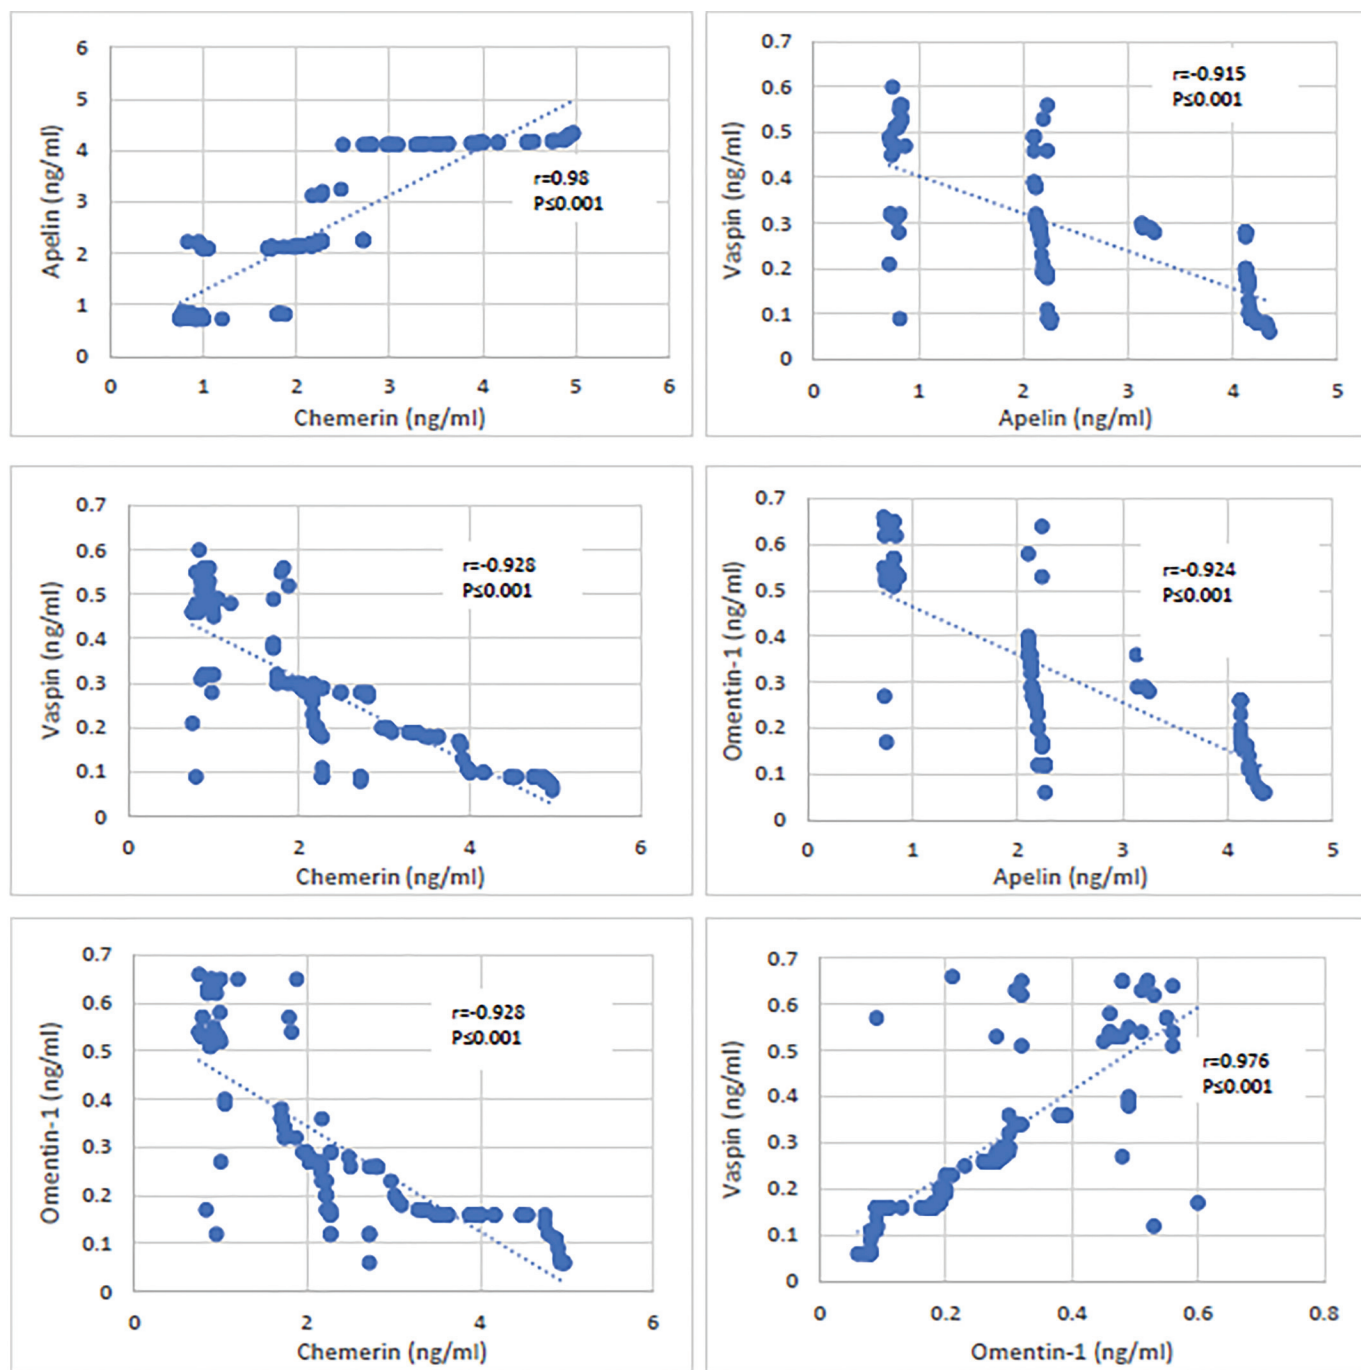 6
5
4
3
2
1
0
Apelin (ng/ml)
r=0.98
P≤0.001
0 1 2 3 4 5 6
Chemerin (ng/ml)
0.7
0.6
0.5
0.4
0.3
0.2
0.1
0
Vaspin (ng/ml)
r=-0.915
P≤0.001
0 1 2 3 4 5
Apelin (ng/ml)
0.7
0.6
0.5
0.4
0.3
0.2
0.1
0
Vaspin (ng/ml)
r=-0.928
P≤0.001
0 2 4 6
Chemerin (ng/ml)
0.7
0.6
0.5
0.4
0.3
0.2
0.1
0
Omentin-1 (ng/ml)
r=-0.924
P≤0.001
0 1 2 3 4 5
Apelin (ng/ml)
0.7
0.6
0.5
0.4
0.3
0.2
0.1
0
Omentin-1 (ng/ml)
r=-0.928
P≤0.001
0 2 4 6
Chemerin (ng/ml)
0.7
0.6
0.5
0.4
0.3
0.2
0.1
0
Vaspin (ng/ml)
r=0.976
P≤0.001
0 0.2 0.4 0.6 0.8
Omentin-1 (ng/ml)